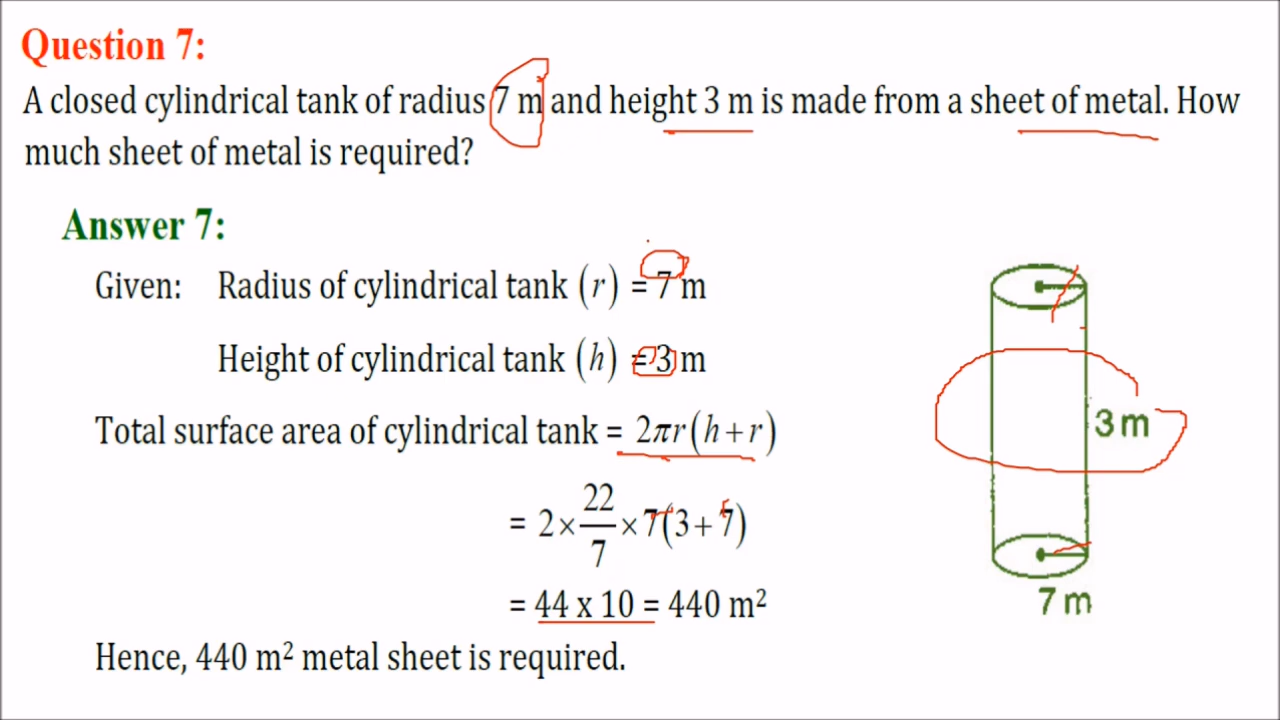 Question 7:
A closed cylindrical tank of radius 7 m and height 3 m is made from a sheet of metal. How
much sheet of metal is required?
Answer 7:
Given: Radius of cylindrical tank (r) = 7 m
Height of cylindrical tank (h) = 3 m
Total surface area of cylindrical tank = 2πr(h+r)
= 2 × 22/7 × 7(3 + 7)
= 44 x 10 = 440 m²
Hence, 440 m² metal sheet is required.
3 m
7 m